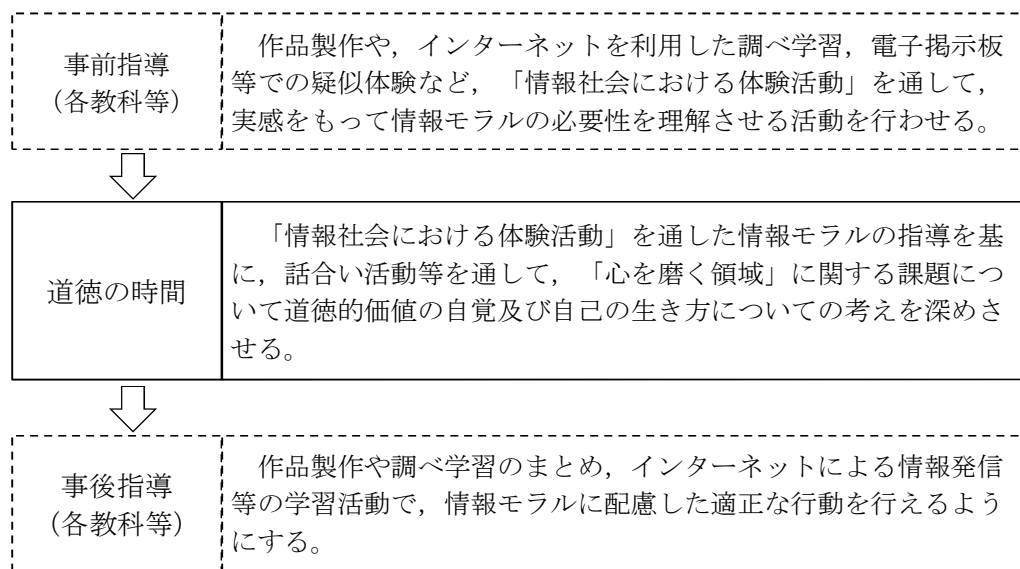 事前指導
（各教科等）
作品製作や，インターネットを利用した調べ学習，電子掲示板
等での疑似体験など，「情報社会における体験活動」を通して，
実感をもって情報モラルの必要性を理解させる活動を行わせる。
道徳の時間
「情報社会における体験活動」を通した情報モラルの指導を基
に，話合い活動等を通して，「心を磨く領域」に関する課題につ
いて道徳的価値の自覚及び自己の生き方についての考えを深めさ
せる。
事後指導
（各教科等）
作品製作や調べ学習のまとめ，インターネットによる情報発信
等の学習活動で，情報モラルに配慮した適正な行動を行えるよう
にする。